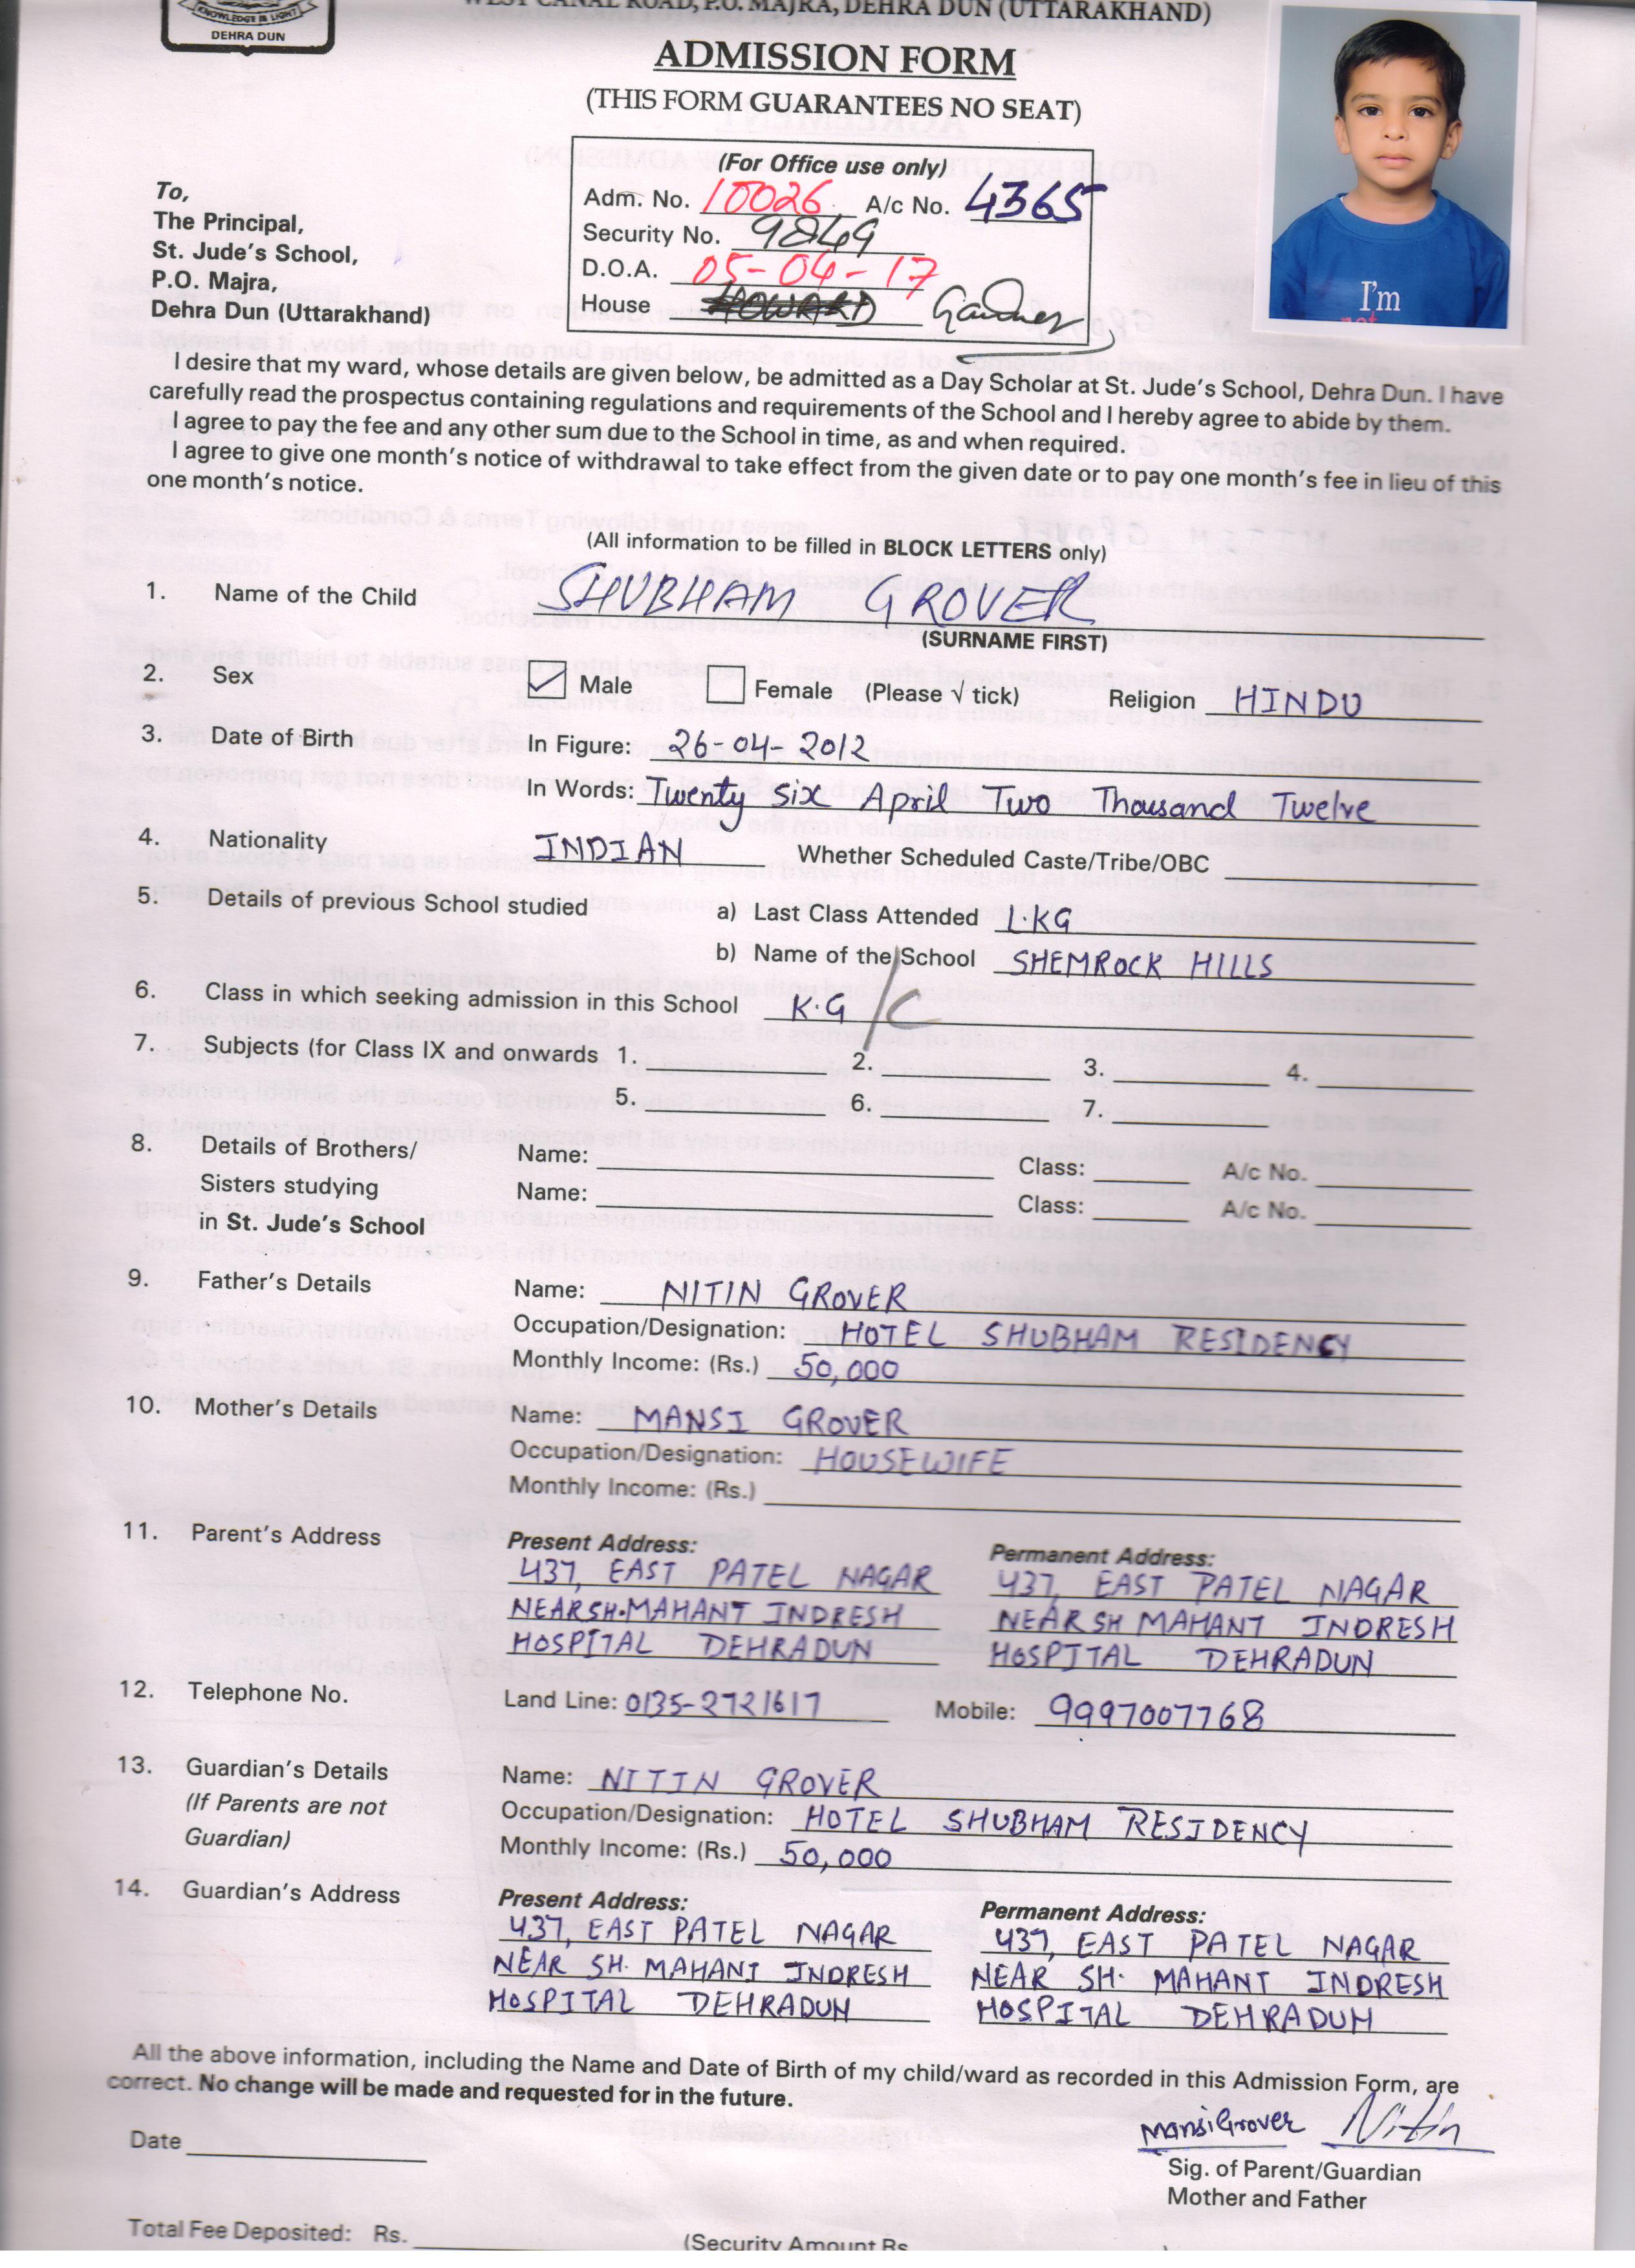 KNOWLEDGE IS LIGHT
DEHRA DUN
WEST CANAL ROAD, P.O. MAJRA, DEHRA DUN (UTTARAKHAND)
ADMISSION FORM
(THIS FORM GUARANTEES NO SEAT)
(For Office use only)
Adm. No. 10026 A/c No. 4365
Security No. 9849
D.O.A. 05-04-17
House HOWARD Gardner
I'm
not
To,
The Principal,
St. Jude's School,
P.O. Majra,
Dehra Dun (Uttarakhand)
I desire that my ward, whose details are given below, be admitted as a Day Scholar at St. Jude's School, Dehra Dun. I have
carefully read the prospectus containing regulations and requirements of the School and I hereby agree to abide by them.
I agree to pay the fee and any other sum due to the School in time, as and when required.
I agree to give one month's notice of withdrawal to take effect from the given date or to pay one month's fee in lieu of this
one month's notice.
(All information to be filled in BLOCK LETTERS only)
1. Name of the Child SHUBHAM GROVER
(SURNAME FIRST)
2. Sex Male Female (Please √ tick) Religion HINDU
3. Date of Birth In Figure: 26-04-2012
In Words: Twenty six April Two Thousand Twelve
4. Nationality INDIAN Whether Scheduled Caste/Tribe/OBC
5. Details of previous School studied a) Last Class Attended L.KG
b) Name of the School SHEMROCK HILLS
6. Class in which seeking admission in this School K.G /C
7. Subjects (for Class IX and onwards 1. 2. 3. 4.
5. 6. 7.
8. Details of Brothers/ Name: Class: A/c No.
Sisters studying Name: Class: A/c No.
in St. Jude's School
9. Father's Details Name: NITIN GROVER
Occupation/Designation: HOTEL SHUBHAM RESIDENCY
Monthly Income: (Rs.) 50,000
10. Mother's Details Name: MANSI GROVER
Occupation/Designation: HOUSEWIFE
Monthly Income: (Rs.)
11. Parent's Address Present Address: Permanent Address:
437, EAST PATEL NAGAR 437, EAST PATEL NAGAR
NEAR SH. MAHANT INDRESH NEAR SH MAHANT INDRESH
HOSPITAL DEHRADUN HOSPITAL DEHRADUN
12. Telephone No. Land Line: 0135-2721617 Mobile: 9997007768
13. Guardian's Details Name: NITIN GROVER
(If Parents are not Occupation/Designation: HOTEL SHUBHAM RESIDENCY
Guardian) Monthly Income: (Rs.) 50,000
14. Guardian's Address Present Address: Permanent Address:
437, EAST PATEL NAGAR 437, EAST PATEL NAGAR
NEAR SH. MAHANT INDRESH NEAR SH. MAHANT INDRESH
HOSPITAL DEHRADUN HOSPITAL DEHRADUN
All the above information, including the Name and Date of Birth of my child/ward as recorded in this Admission Form, are
correct. No change will be made and requested for in the future.
Mansi Grover Nitin
Date
Sig. of Parent/Guardian
Mother and Father
Total Fee Deposited: Rs. (Security Amount Rs.